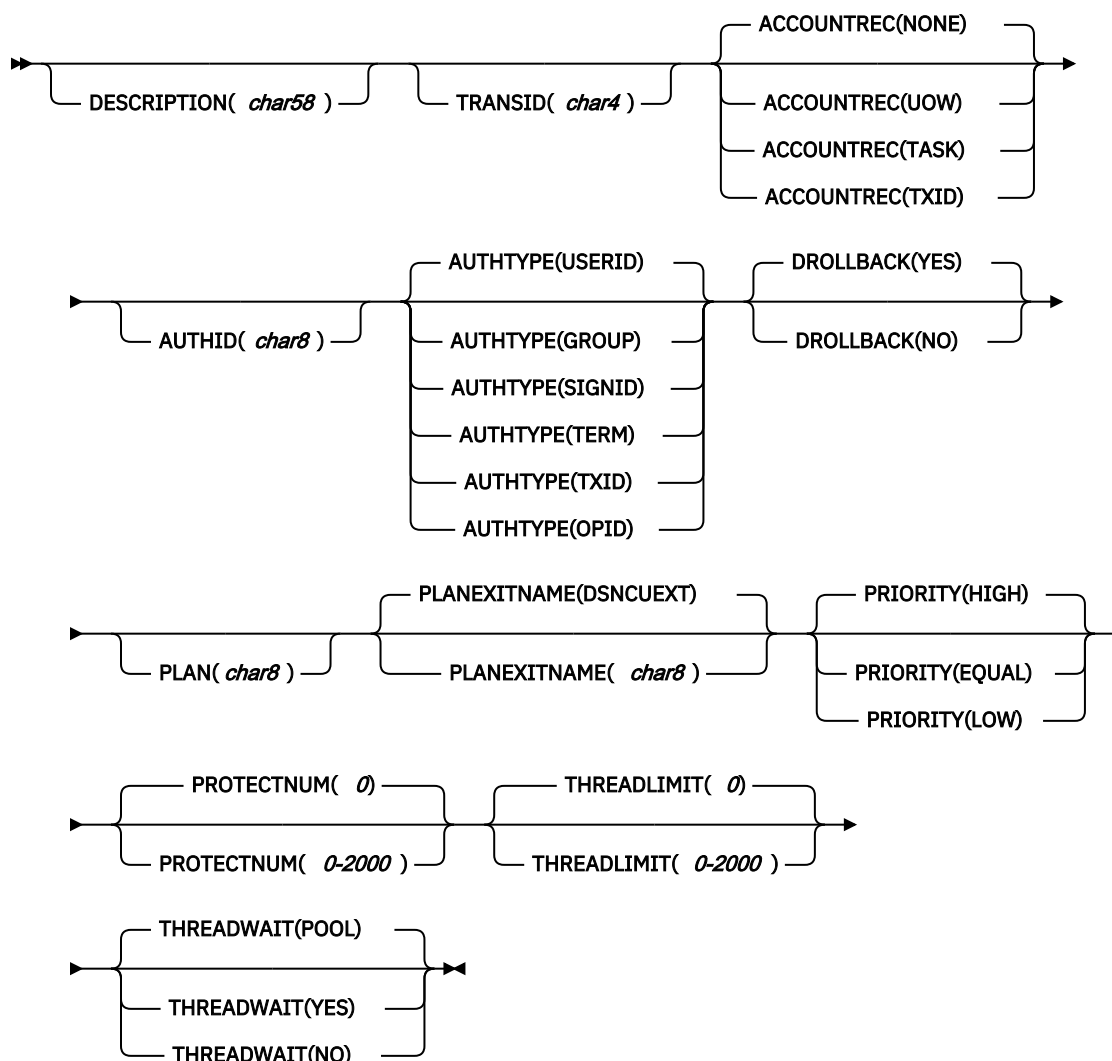 ACCOUNTREC(NONE)
DESCRIPTION( char58 )
TRANSID( char4 )
ACCOUNTREC(UOW)
ACCOUNTREC(TASK)
ACCOUNTREC(TXID)
AUTHTYPE(USERID)
DROLLBACK(YES)
AUTHID( char8 )
AUTHTYPE(GROUP)
DROLLBACK(NO)
AUTHTYPE(SIGNID)
AUTHTYPE(TERM)
AUTHTYPE(TXID)
AUTHTYPE(OPID)
PLANEXITNAME(DSNCUEXT)
PRIORITY(HIGH)
PLAN( char8 )
PLANEXITNAME( char8 )
PRIORITY(EQUAL)
PRIORITY(LOW)
PROTECTNUM( 0)
THREADLIMIT( 0)
PROTECTNUM( 0-2000 )
THREADLIMIT( 0-2000 )
THREADWAIT(POOL)
THREADWAIT(YES)
THREADWAIT(NO)